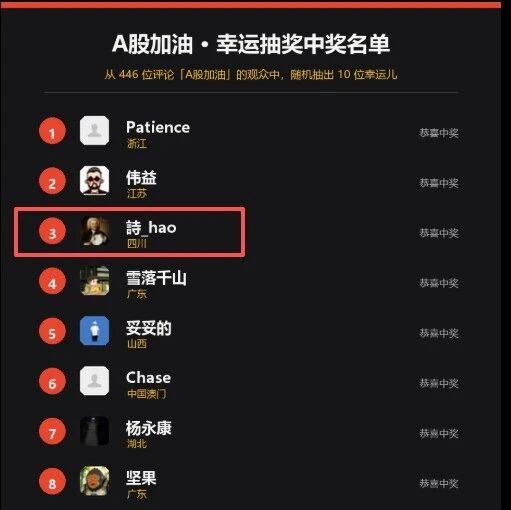 A股加油 • 幸运抽奖中奖名单
从 446 位评论「A股加油」的观众中，随机抽出 10 位幸运儿
1 Patience 恭喜中奖
浙江
2 伟益 恭喜中奖
江苏
3 詩_hao 恭喜中奖
四川
4 雪落千山 恭喜中奖
广东
5 妥妥的 恭喜中奖
山西
6 Chase 恭喜中奖
中国澳门
7 杨永康 恭喜中奖
湖北
8 坚果 恭喜中奖
广东